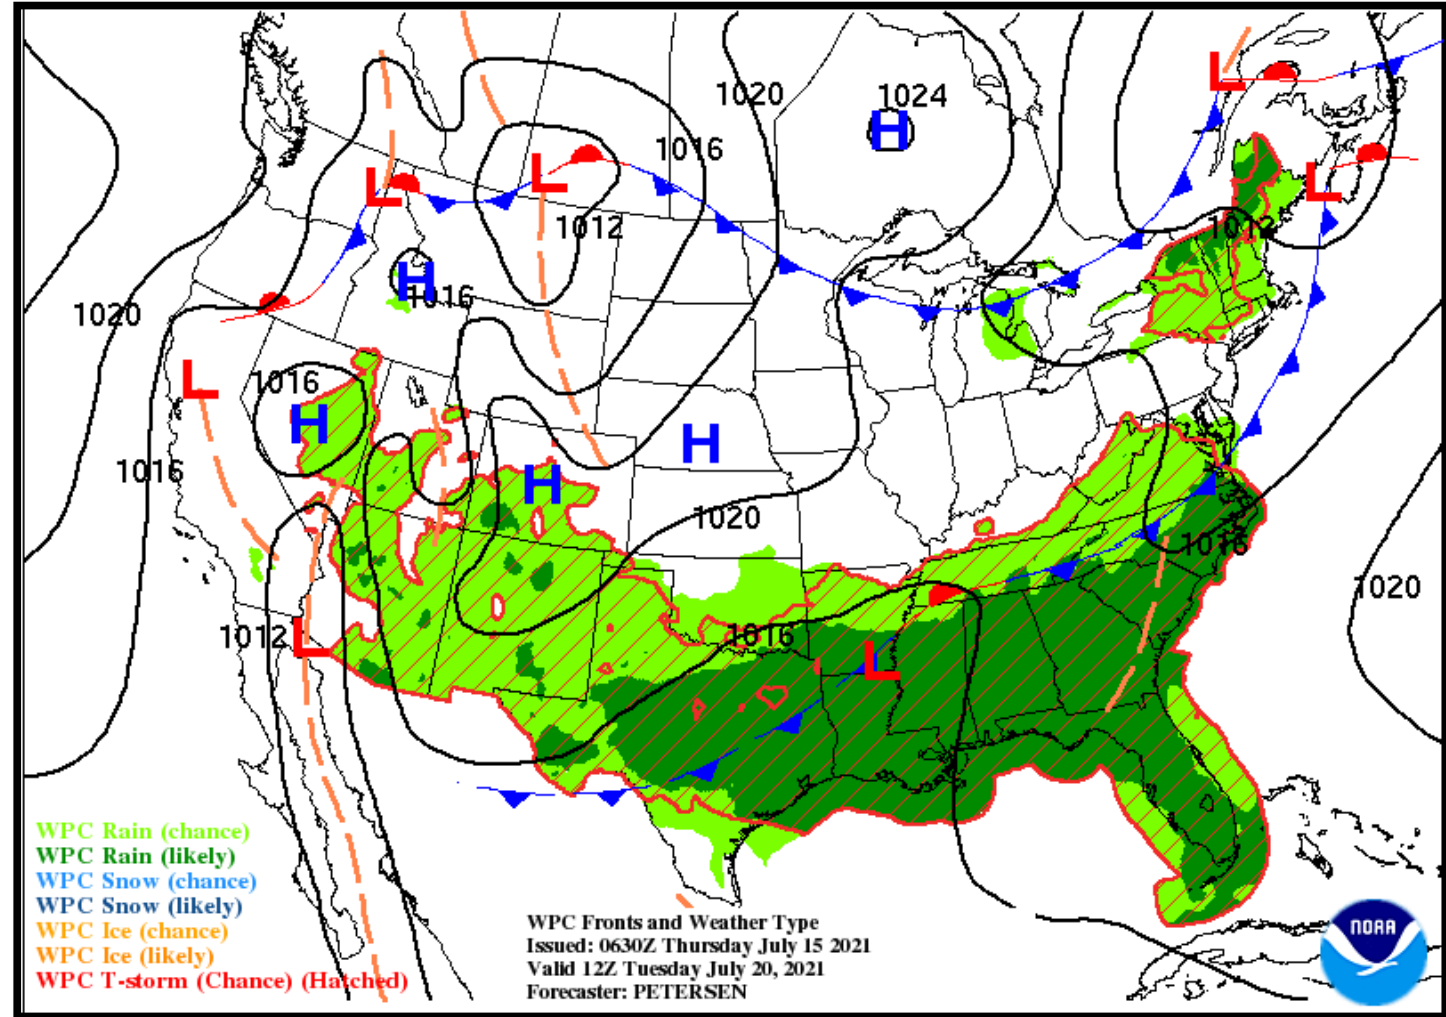 1020
1024
H
L
1016
L
L
L
1012
1012
H
1016
1020
L
1016
H
H
1016
H
1020
1016
1020
1012
L
1016
L
WPC Rain (chance)
WPC Rain (likely)
WPC Snow (chance)
WPC Snow (likely)
WPC Ice (chance)
WPC Ice (likely)
WPC T-storm (Chance) (Hatched)
WPC Fronts and Weather Type
Issued: 0630Z Thursday July 15 2021
Valid 12Z Tuesday July 20, 2021
Forecaster: PETERSEN
NOAA